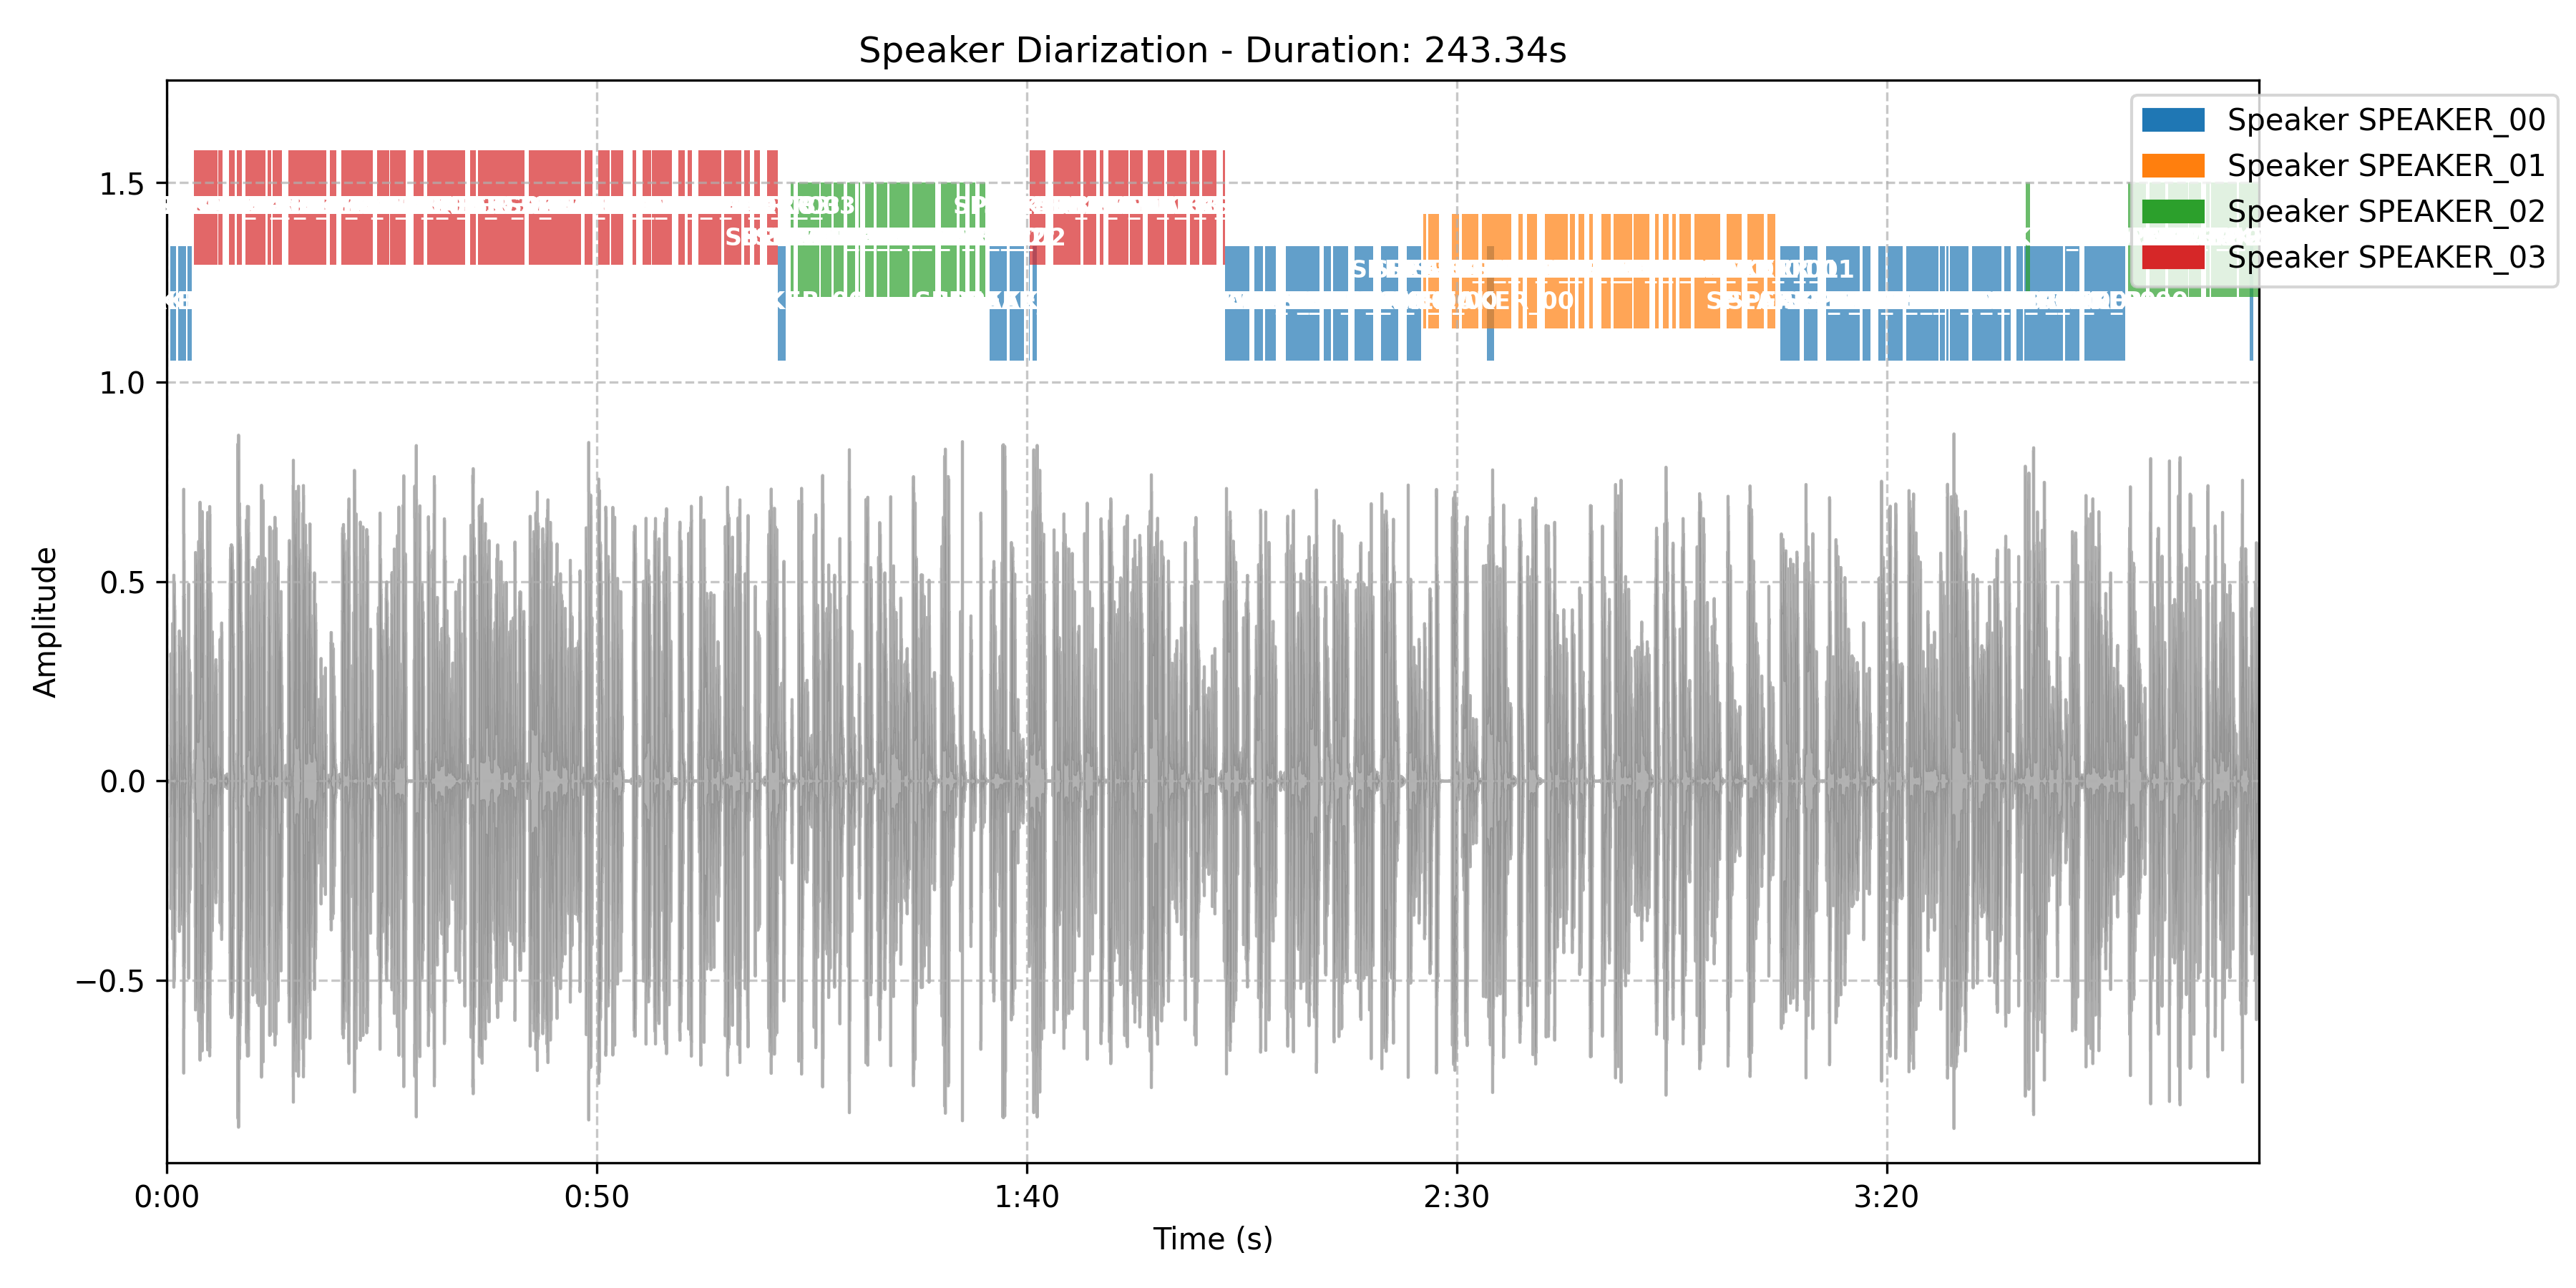 Speaker Diarization - Duration: 243.34s
Speaker SPEAKER_00
Speaker SPEAKER_01
Speaker SPEAKER_02
Speaker SPEAKER_03
1.5
1.0
0.5
0.0
−0.5
Amplitude
0:00
0:50
1:40
2:30
3:20
Time (s)